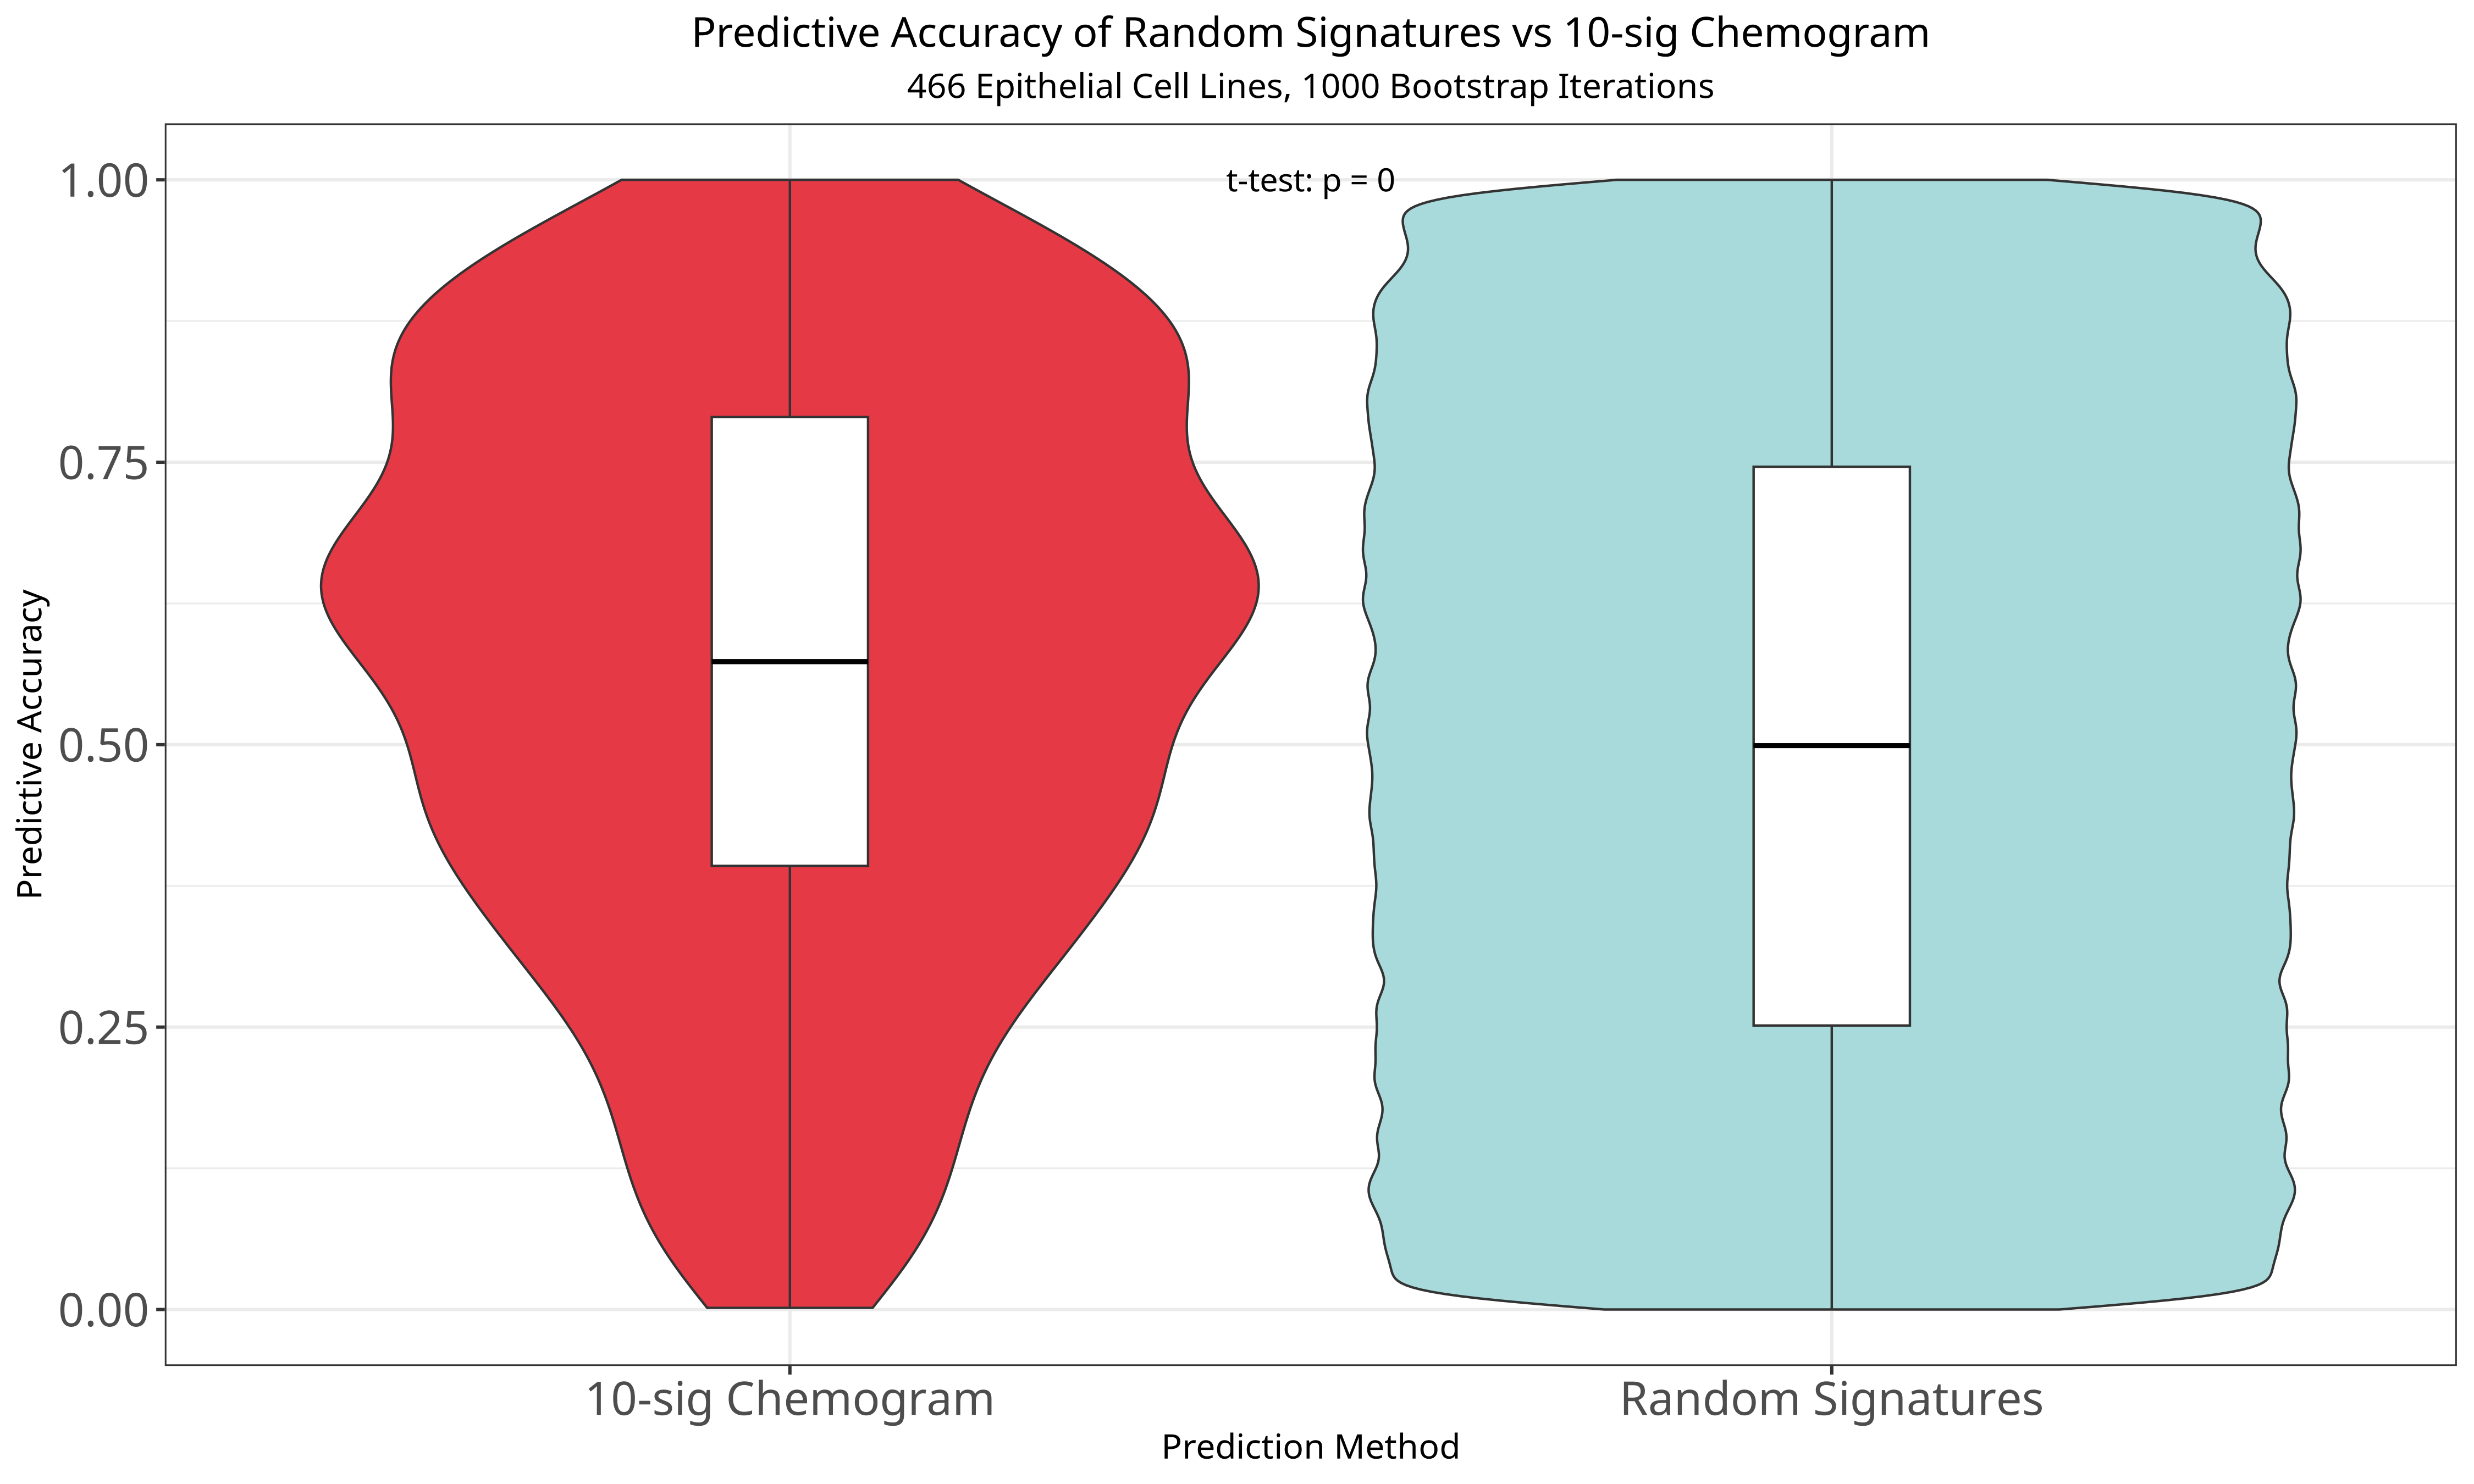 Predictive Accuracy of Random Signatures vs 10-sig Chemogram
466 Epithelial Cell Lines, 1000 Bootstrap Iterations
t-test: p = 0
1.00
0.75
0.50
0.25
0.00
Predictive Accuracy
10-sig Chemogram
Random Signatures
Prediction Method